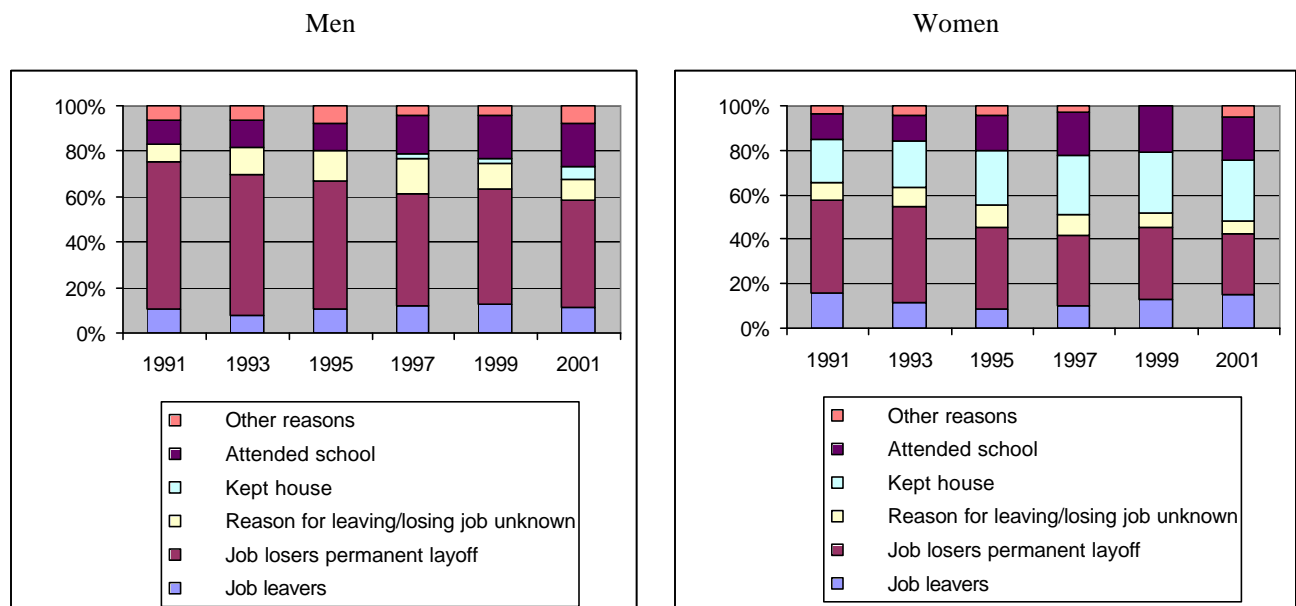 Men
Women
100%
80%
60%
40%
20%
0%
1991 1993 1995 1997 1999 2001
Other reasons
Attended school
Kept house
Reason for leaving/losing job unknown
Job losers permanent layoff
Job leavers
100%
80%
60%
40%
20%
0%
1991 1993 1995 1997 1999 2001
Other reasons
Attended school
Kept house
Reason for leaving/losing job unknown
Job losers permanent layoff
Job leavers